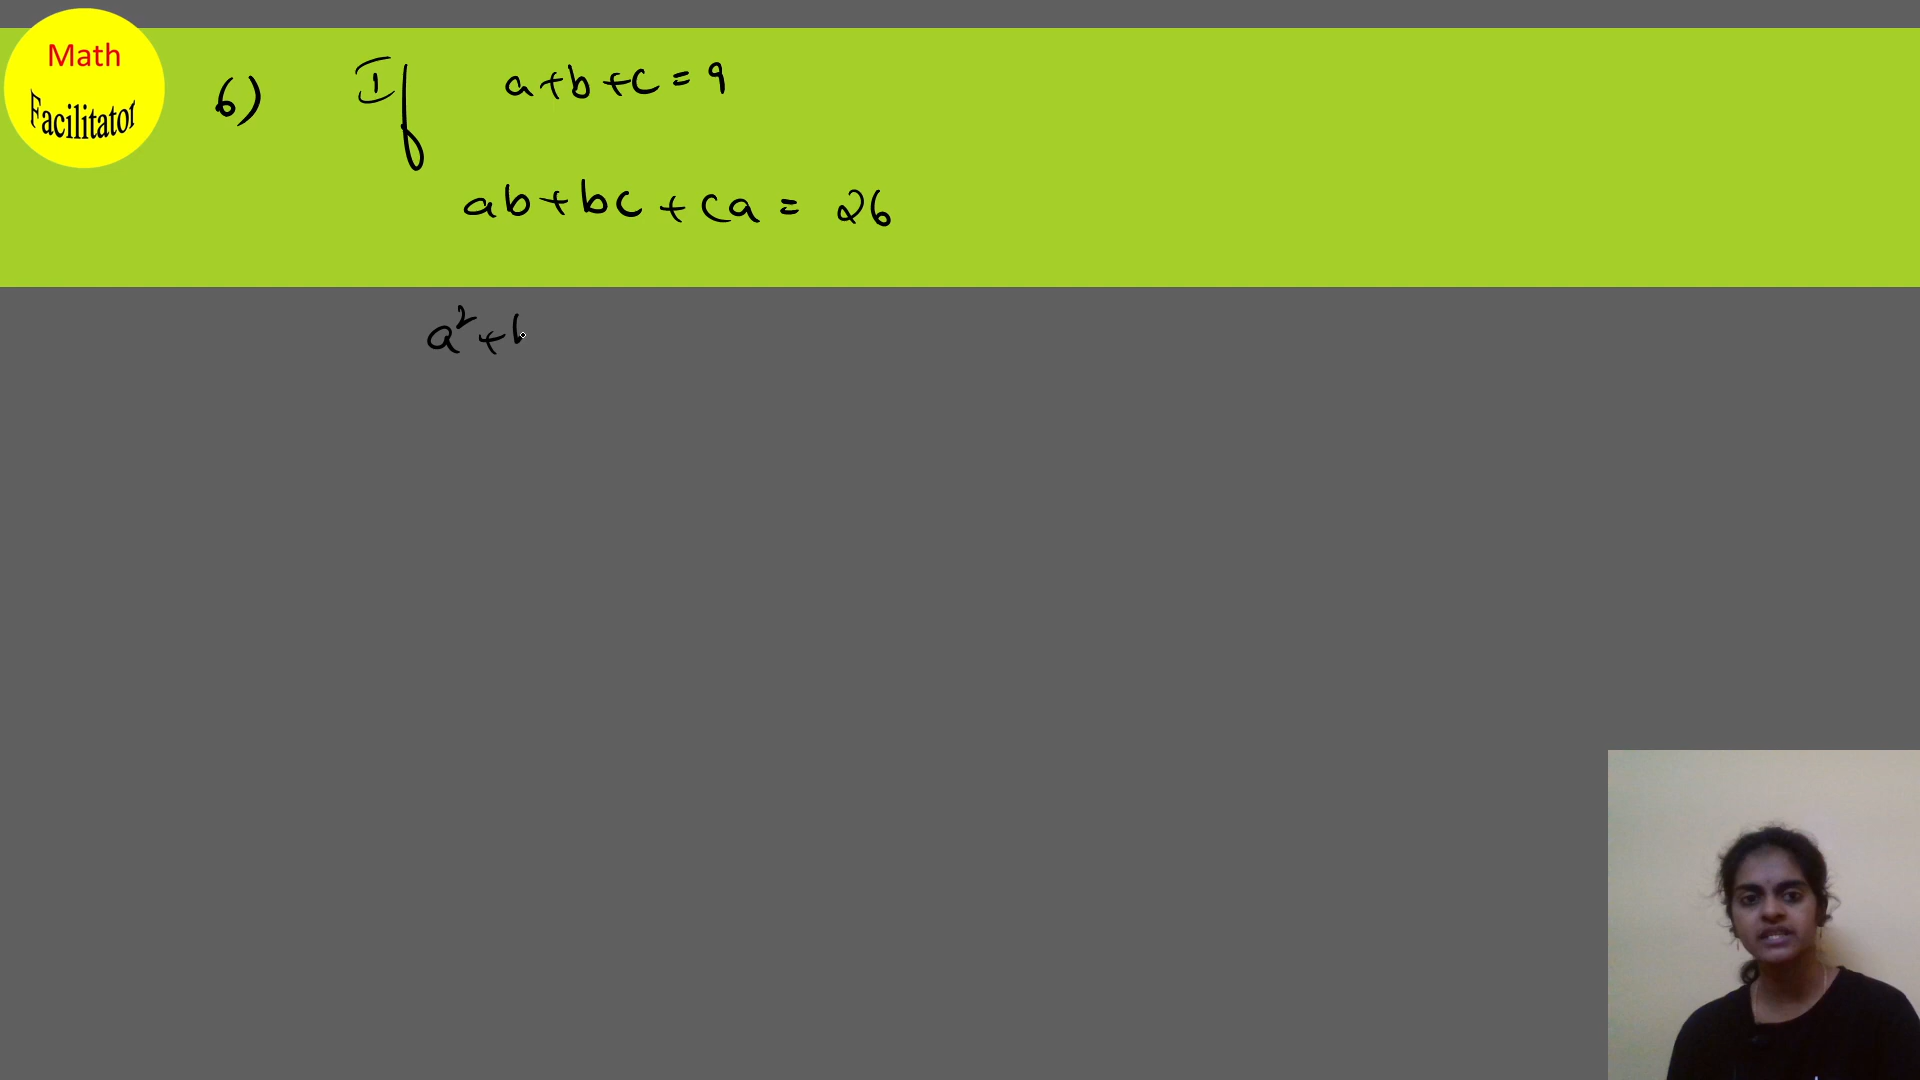 Math
Facilitator
6) If a+b+c=9
ab+bc+ca = 26
a²+b